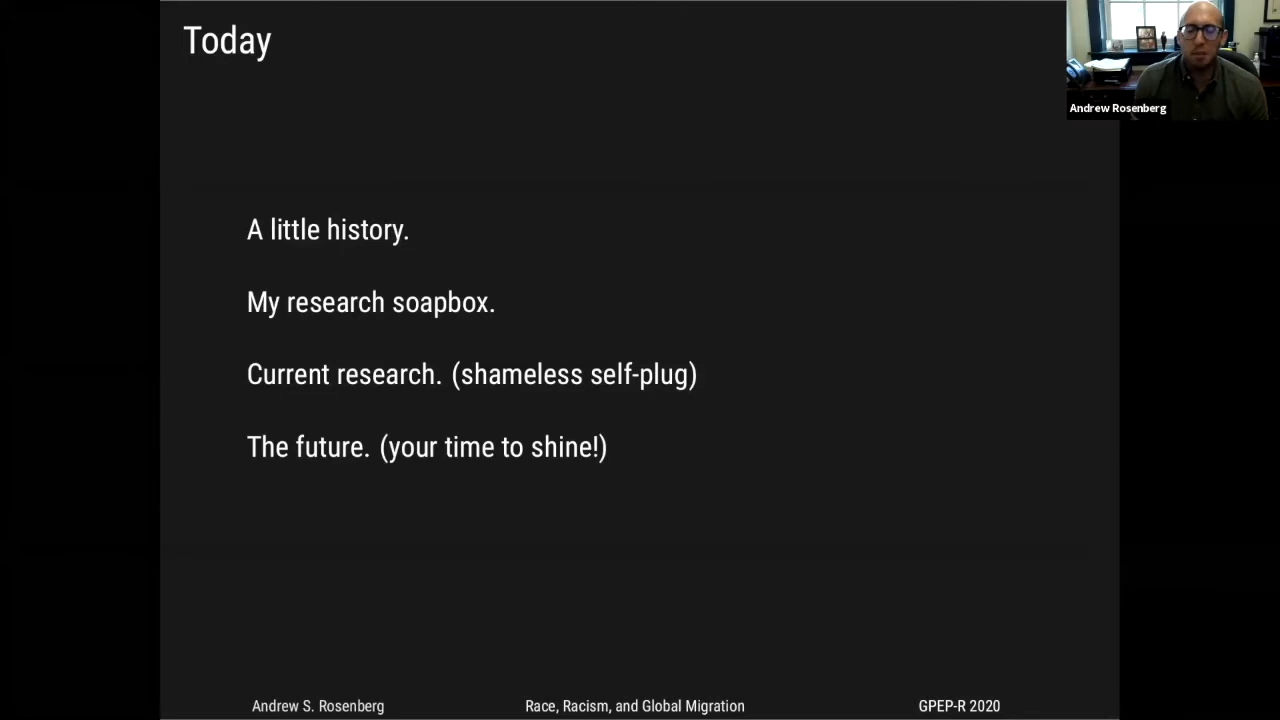 Today
Andrew Rosenberg
A little history.
My research soapbox.
Current research. (shameless self-plug)
The future. (your time to shine!)
Andrew S. Rosenberg
Race, Racism, and Global Migration
GPEP-R 2020